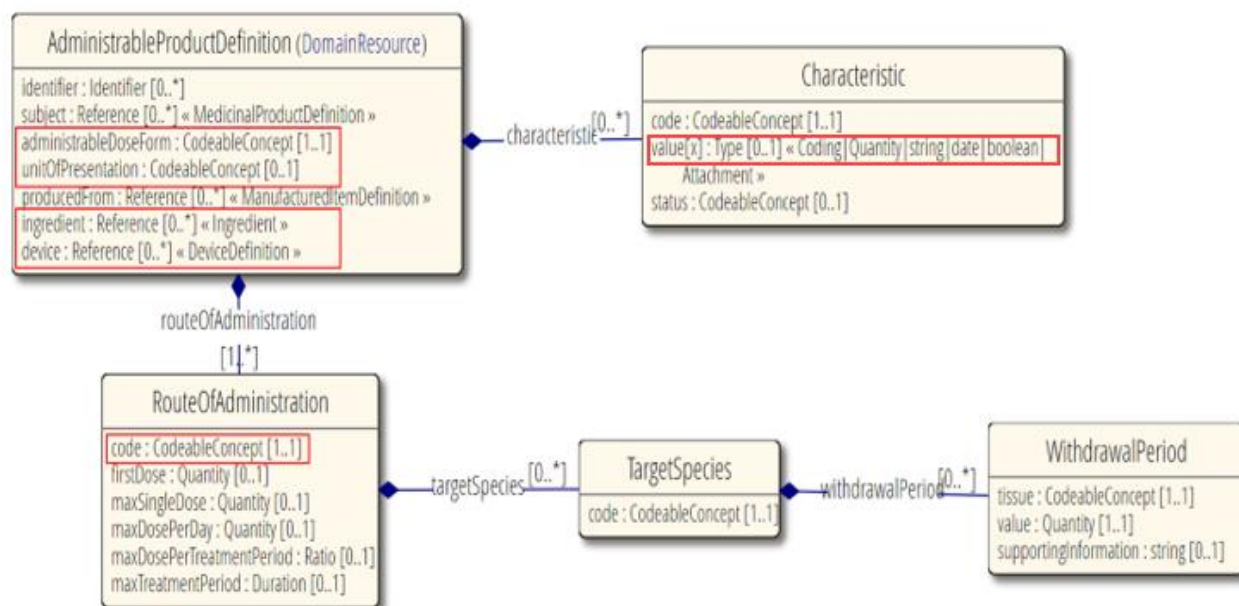 AdministrableProductDefinition (DomainResource)
identifier : Identifier [0..*]
subject : Reference [0..*] « MedicinalProductDefinition »
administrableDoseForm : CodeableConcept [1..1]
unitOfPresentation : CodeableConcept [0..1]
producedFrom : Reference [0..*] « ManufacturedItemDefinition »
ingredient : Reference [0..*] « Ingredient »
device : Reference [0..*] « DeviceDefinition »
characteristic [0..*]
Characteristic
code : CodeableConcept [1..1]
value[x] : Type [0..1] « Coding|Quantity|string|date|boolean|
Attachment »
status : CodeableConcept [0..1]
routeOfAdministration
[1..*]
RouteOfAdministration
code : CodeableConcept [1..1]
firstDose : Quantity [0..1]
maxSingleDose : Quantity [0..1]
maxDosePerDay : Quantity [0..1]
maxDosePerTreatmentPeriod : Ratio [0..1]
maxTreatmentPeriod : Duration [0..1]
targetSpecies [0..*]
TargetSpecies
code : CodeableConcept [1..1]
withdrawalPeriod [0..*]
WithdrawalPeriod
tissue : CodeableConcept [1..1]
value : Quantity [1..1]
supportingInformation : string [0..1]